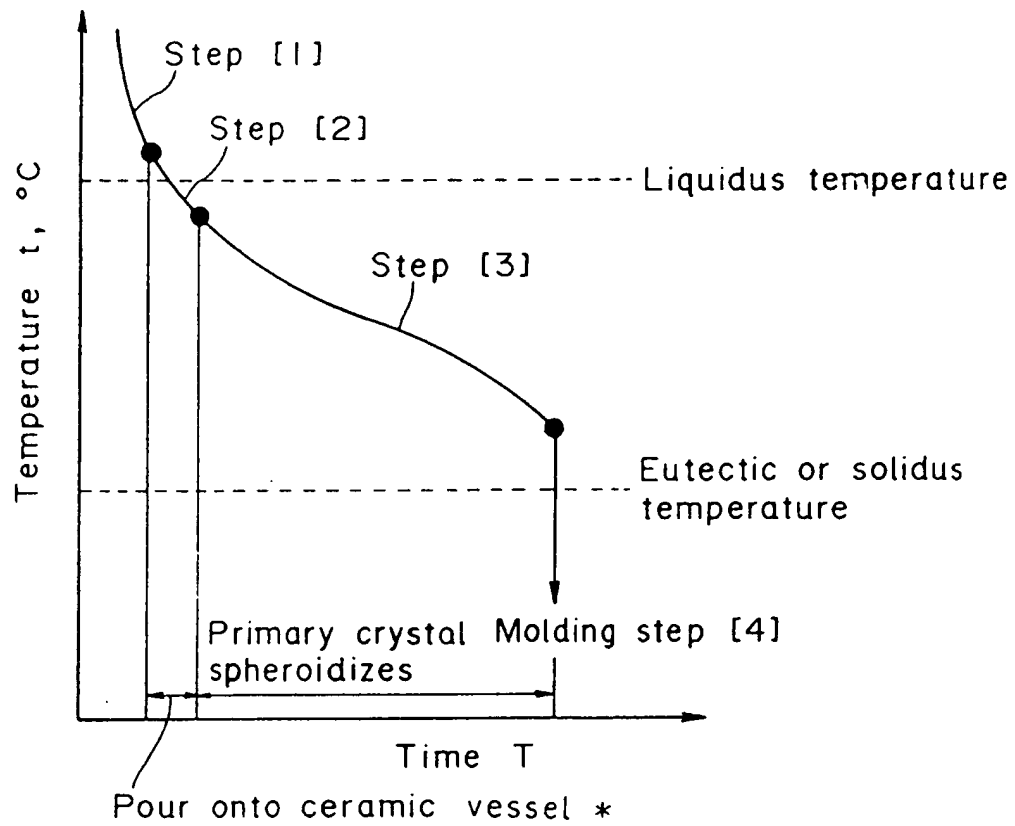 Step [1]
Step [2]
Liquidus temperature
Step [3]
Temperature t, °C
Eutectic or solidus
temperature
Primary crystal
spheroidizes
Molding step [4]
Time T
Pour onto ceramic vessel *